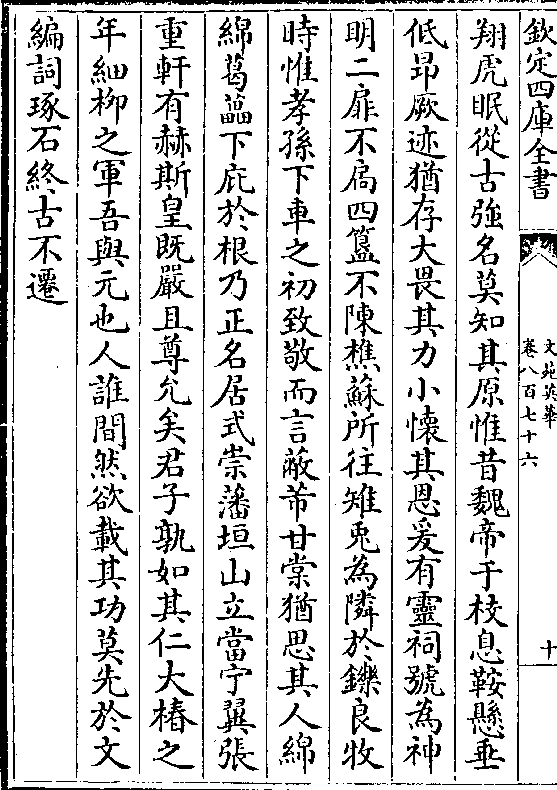 欽定四庫全書
文苑英華
卷八百七十六
十
翔虎眠從古強名莫知其原惟昔魏帝于校息鞍懸垂
低昂厥迹猶存大畏其力小懷其恩爰有靈祠號為神
明二扉不扃四簋不陳樵蘇所往雉兎為隣於鑠良牧
時惟孝孫下車之初致敬而言蔽芾甘棠猶思其人綿
綿葛藟下庇於根乃正名居式崇藩垣山立當宁翼張
重軒有赫斯皇既嚴且尊允矣君子孰如其仁大椿之
年細柳之軍吾與元也人誰間然欲載其功莫先於文
編詞琢石終古不遷